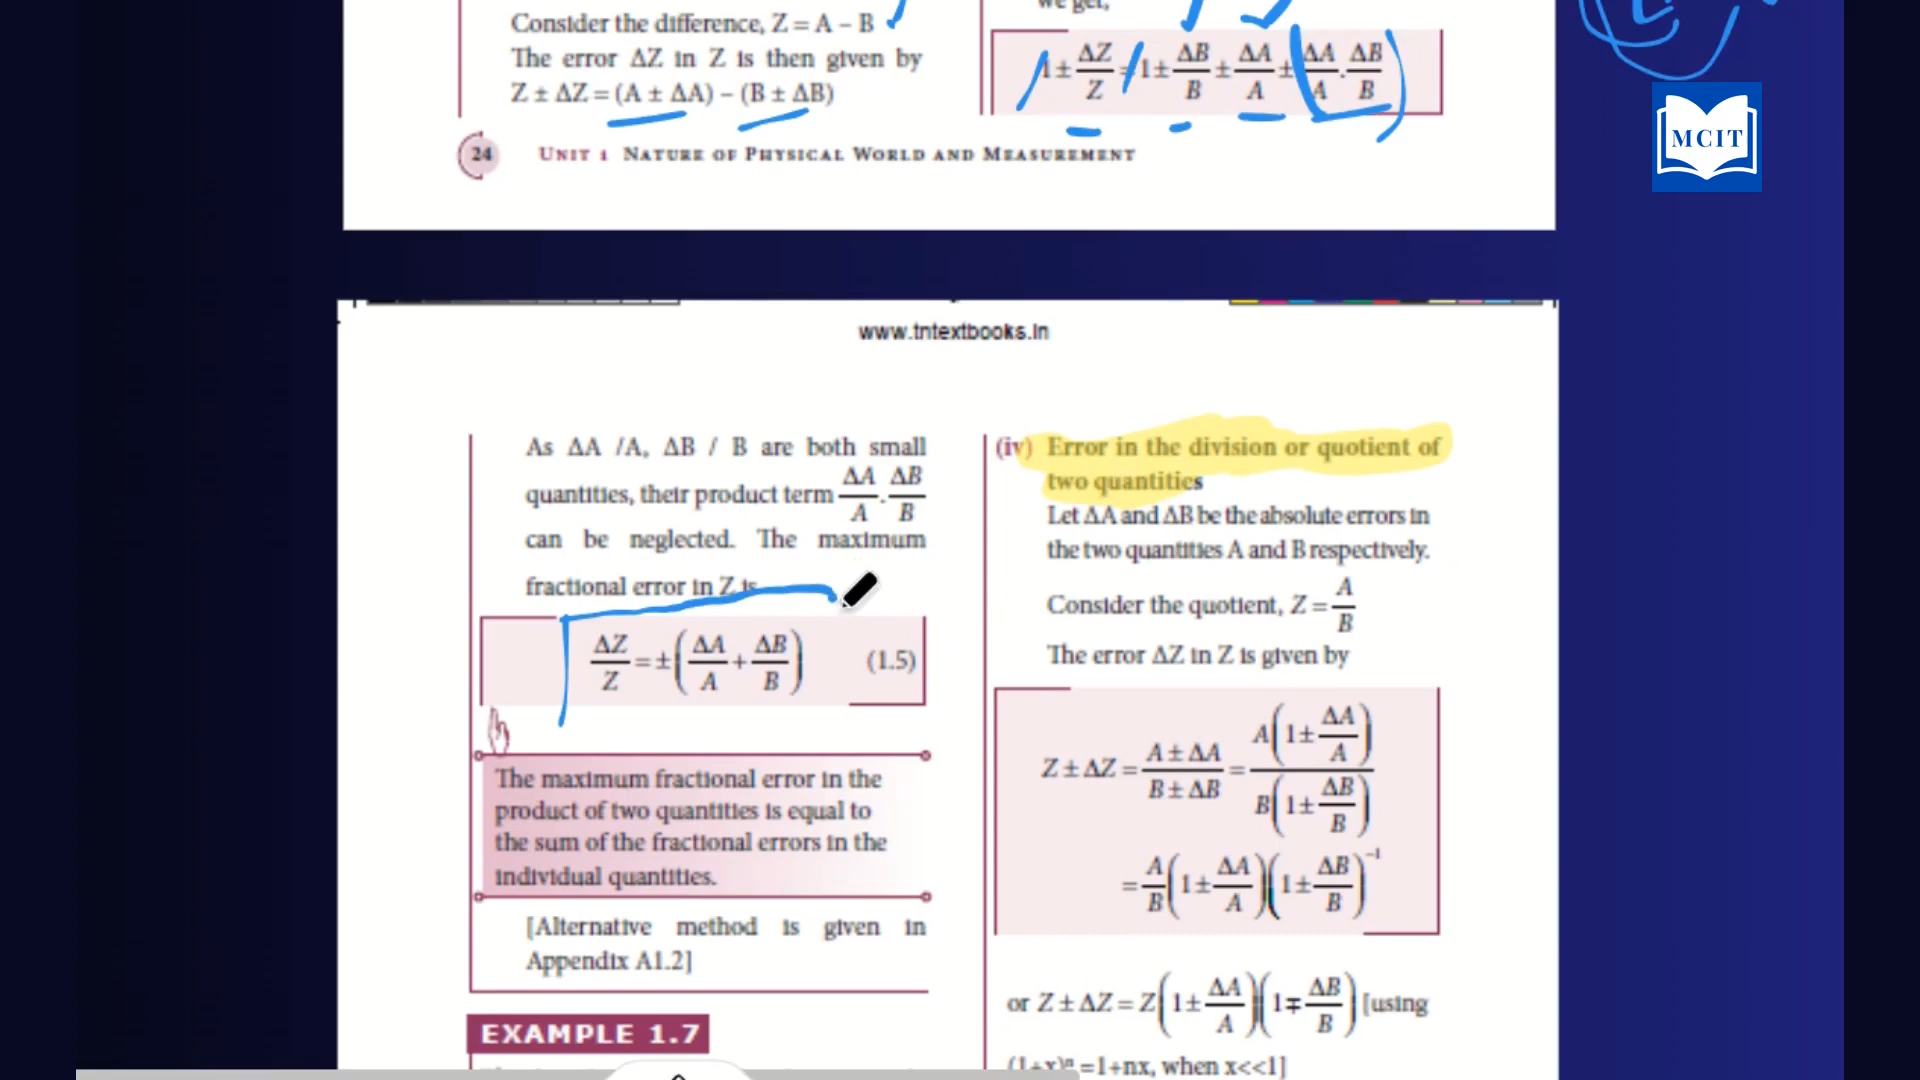 Consider the difference, Z = A – B
The error ΔZ in Z is then given by
Z ± ΔZ = (A ± ΔA) – (B ± ΔB)
we get,
1 ± ΔZ/Z = 1 ± ΔB/B ± ΔA/A ± ΔA/A . ΔB/B
MCIT
24 UNIT 1 NATURE OF PHYSICAL WORLD AND MEASUREMENT
www.tntextbooks.in
As ΔA /A, ΔB / B are both small
quantities, their product term ΔA/A . ΔB/B
can be neglected. The maximum
fractional error in Z is
ΔZ/Z = ± (ΔA/A + ΔB/B) (1.5)
The maximum fractional error in the
product of two quantities is equal to
the sum of the fractional errors in the
individual quantities.
[Alternative method is given in
Appendix A1.2]
EXAMPLE 1.7
(iv) Error in the division or quotient of
two quantities
Let ΔA and ΔB be the absolute errors in
the two quantities A and B respectively.
Consider the quotient, Z = A/B
The error ΔZ in Z is given by
Z ± ΔZ = A ± ΔA / B ± ΔB = A(1 ± ΔA/A) / B(1 ± ΔB/B)
= A/B (1 ± ΔA/A)(1 ± ΔB/B)⁻¹
or Z ± ΔZ = Z(1 ± ΔA/A)(1 ∓ ΔB/B) [using
(1+x)ⁿ =1+nx, when x<<1]